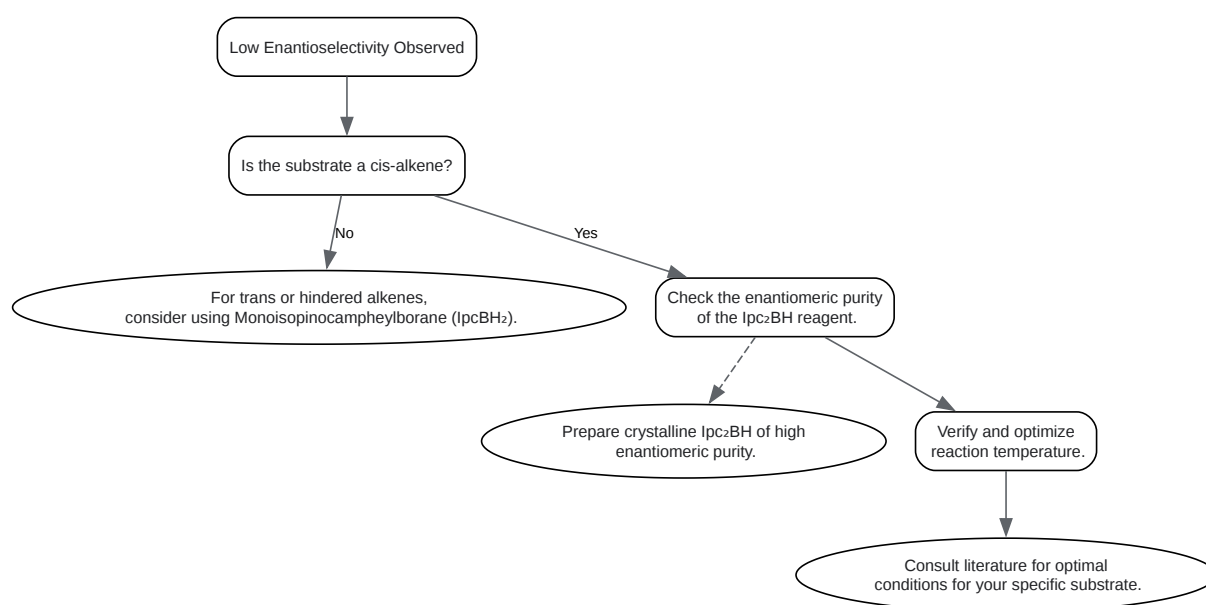 Low Enantioselectivity Observed
Is the substrate a cis-alkene?
No
Yes
For trans or hindered alkenes,
consider using Monoisopinocampheylborane (IpcBH₂).
Check the enantiomeric purity
of the Ipc₂BH reagent.
Prepare crystalline Ipc₂BH of high
enantiomeric purity.
Verify and optimize
reaction temperature.
Consult literature for optimal
conditions for your specific substrate.